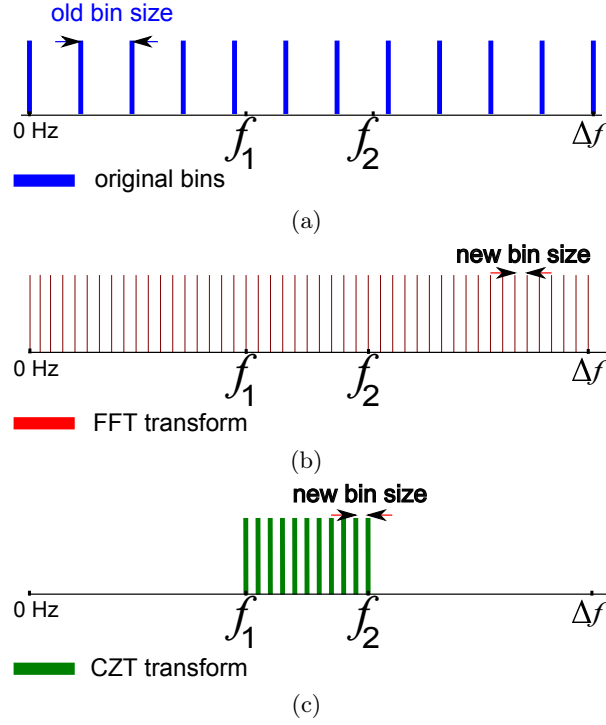 old bin size
0 Hz f1 f2 Δf
original bins
(a)
new bin size
0 Hz f1 f2 Δf
FFT transform
(b)
new bin size
0 Hz f1 f2 Δf
CZT transform
(c)